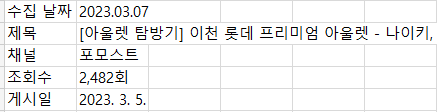 수집 날짜 2023.03.07
제목 [아울렛 탐방기] 이천 롯데 프리미엄 아울렛 - 나이키,
채널 포모스트
조회수 2,482회
게시일 2023. 3. 5.